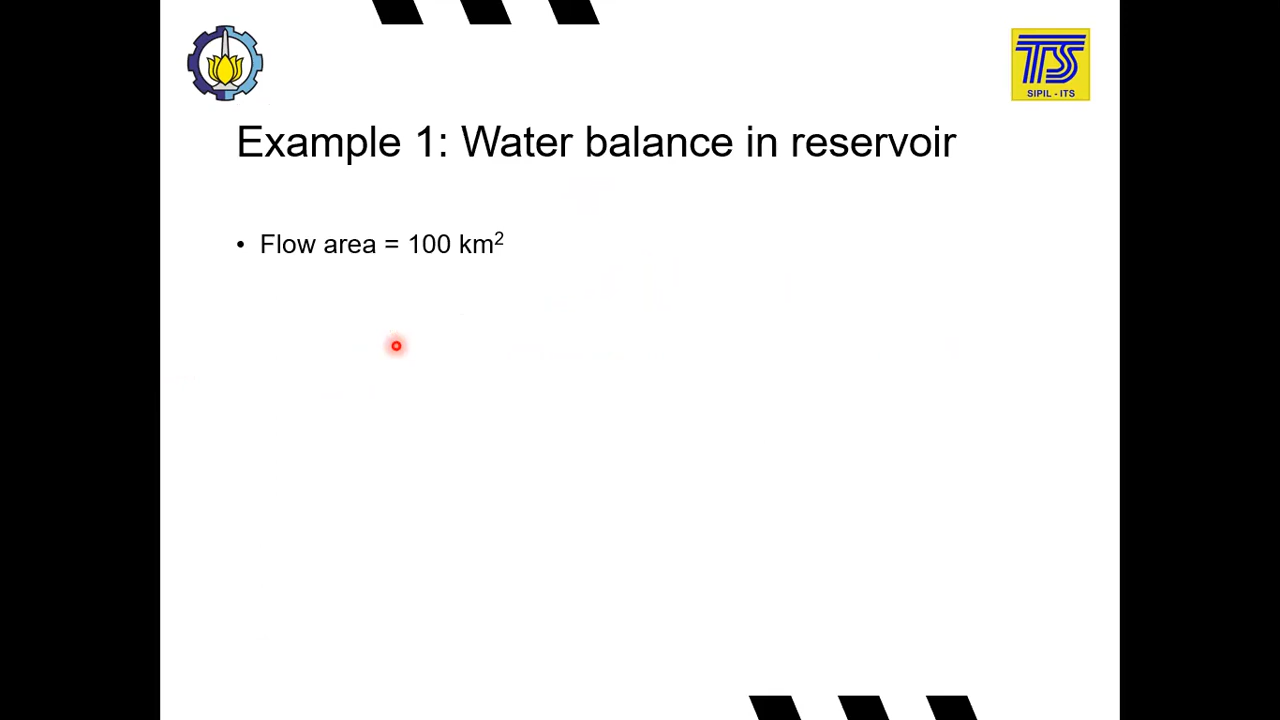 SIPIL - ITS
Example 1: Water balance in reservoir
• Flow area = 100 km²